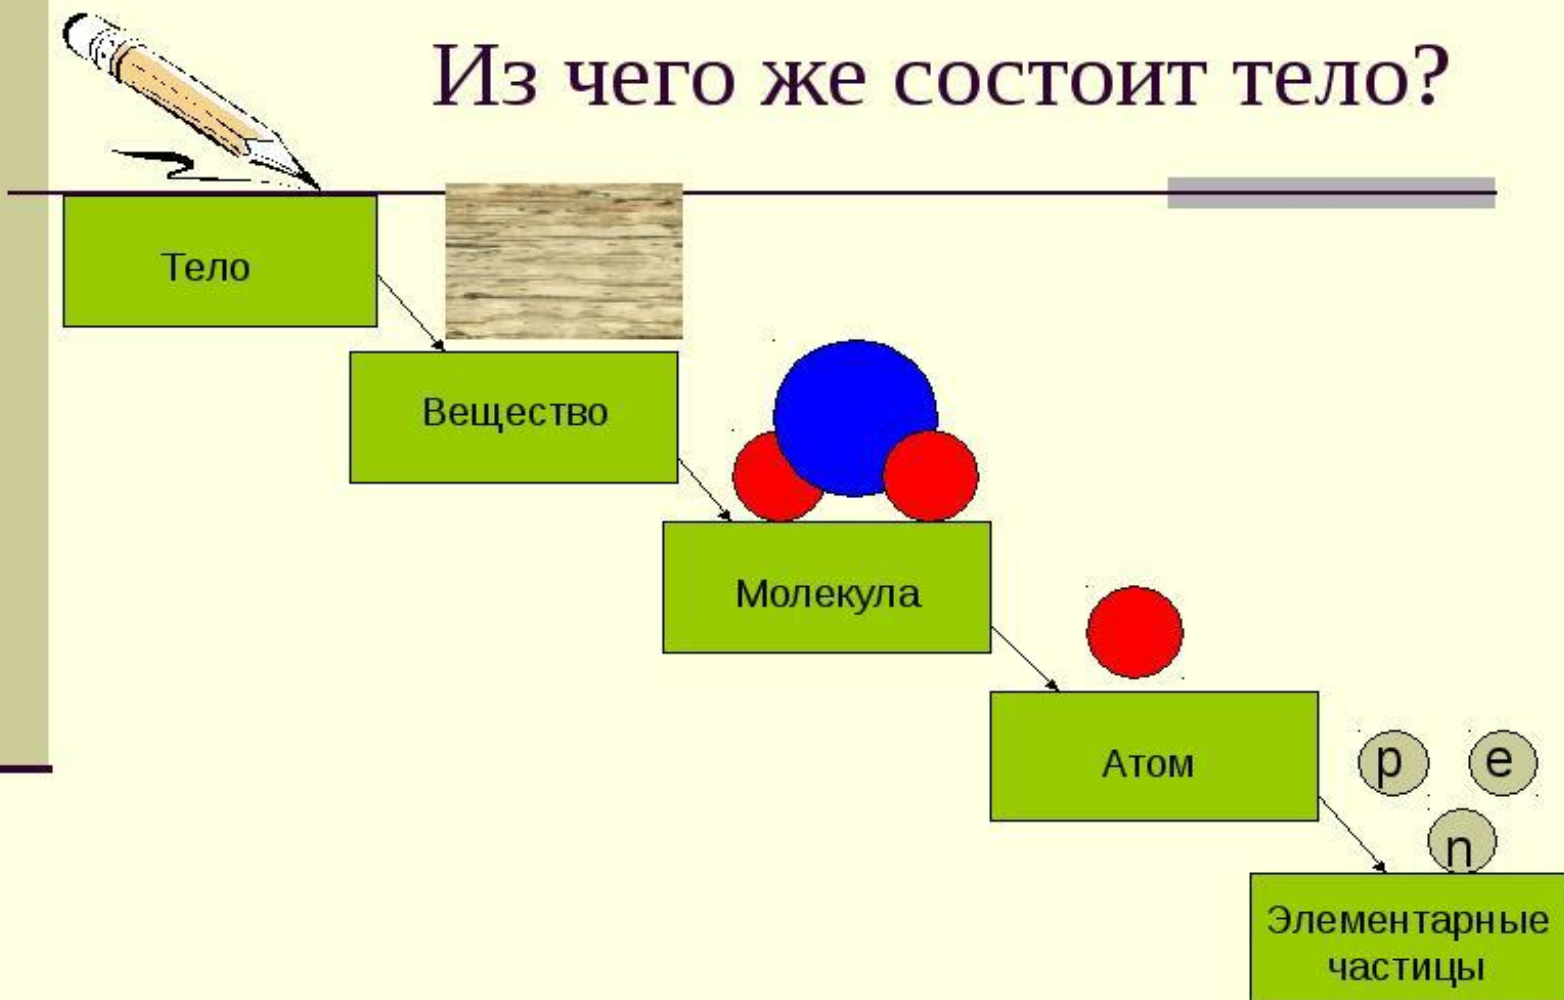 Из чего же состоит тело?
Тело
Вещество
Молекула
Атом
p
e
n
Элементарные
частицы